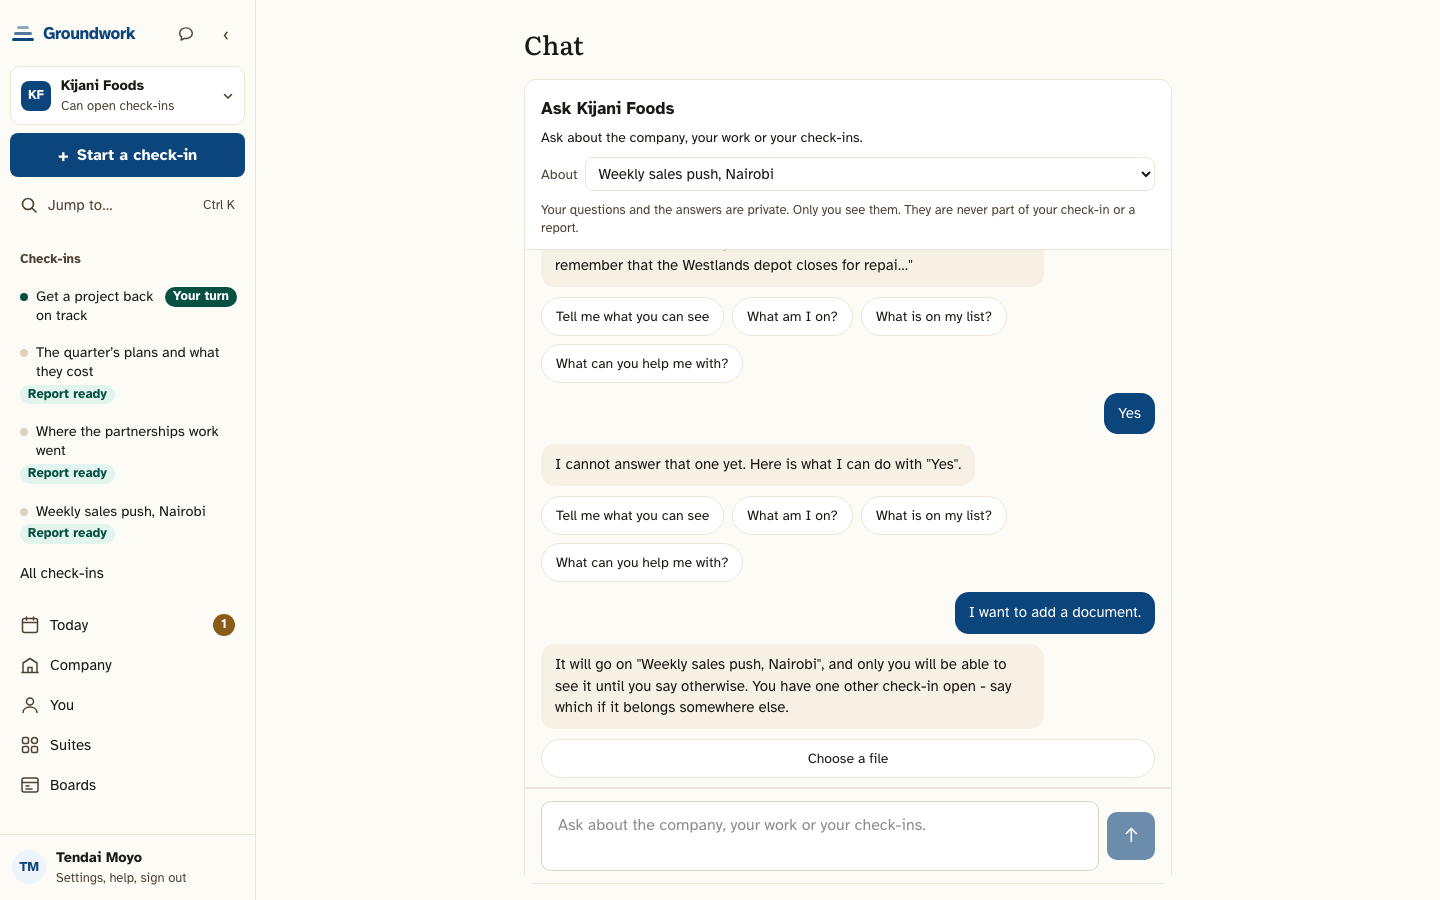 Groundwork
KF
Kijani Foods
Can open check-ins
+ Start a check-in
Jump to...
Ctrl K
Check-ins
Get a project back
on track
Your turn
The quarter's plans and what
they cost
Report ready
Where the partnerships work
went
Report ready
Weekly sales push, Nairobi
Report ready
All check-ins
Today
1
Company
You
Suites
Boards
TM
Tendai Moyo
Settings, help, sign out
Chat
Ask Kijani Foods
Ask about the company, your work or your check-ins.
About
Weekly sales push, Nairobi
Your questions and the answers are private. Only you see them. They are never part of your check-in or a
report.
remember that the Westlands depot closes for repai..."
Tell me what you can see
What am I on?
What is on my list?
What can you help me with?
Yes
I cannot answer that one yet. Here is what I can do with "Yes".
Tell me what you can see
What am I on?
What is on my list?
What can you help me with?
I want to add a document.
It will go on "Weekly sales push, Nairobi", and only you will be able to
see it until you say otherwise. You have one other check-in open - say
which if it belongs somewhere else.
Choose a file
Ask about the company, your work or your check-ins.